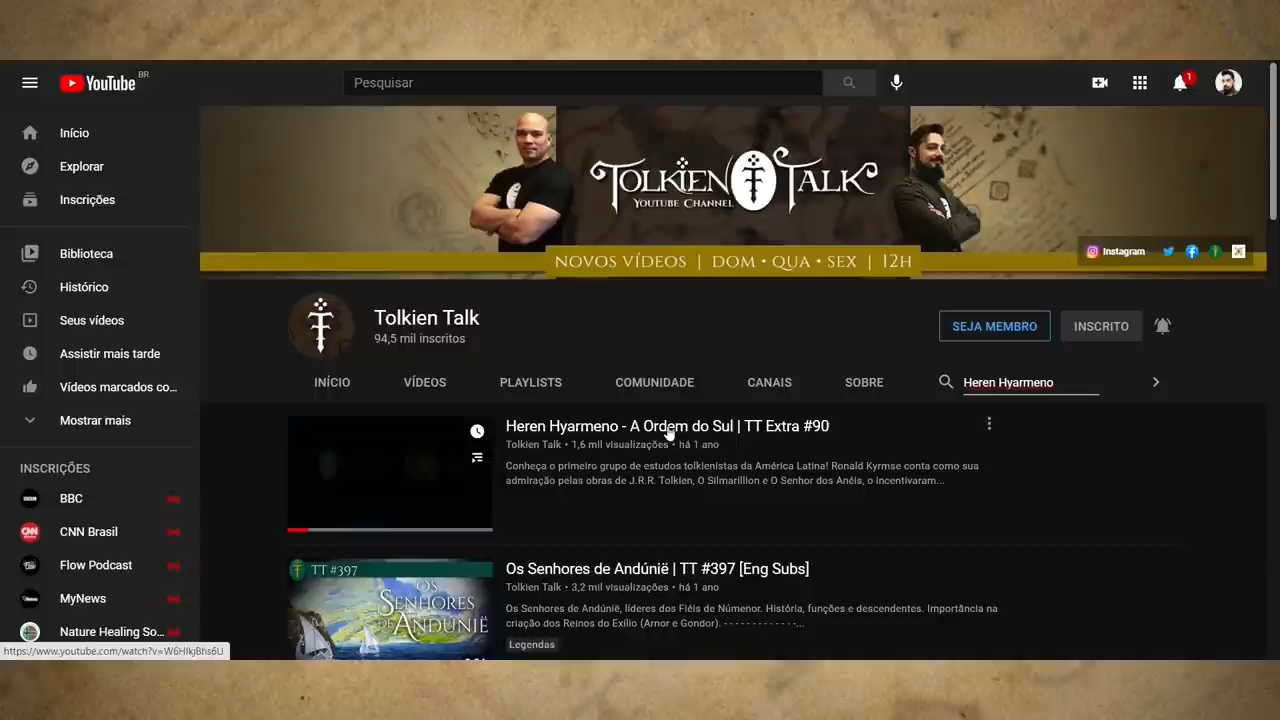 YouTube BR
Pesquisar
1
Início
Explorar
Inscrições
Biblioteca
Histórico
Seus vídeos
Assistir mais tarde
Vídeos marcados co...
Mostrar mais
INSCRIÇÕES
BBC
CNN Brasil
CNN
Flow Podcast
MyNews
Nature Healing So...
TOLKIEN TALK
YOUTUBE CHANNEL
NOVOS VÍDEOS | DOM • QUA • SEX | 12H
Instagram
Tolkien Talk
94,5 mil inscritos
SEJA MEMBRO
INSCRITO
INÍCIO
VÍDEOS
PLAYLISTS
COMUNIDADE
CANAIS
SOBRE
Heren Hyarmeno
Heren Hyarmeno - A Ordem do Sul | TT Extra #90
Tolkien Talk • 1,6 mil visualizações • há 1 ano
Conheça o primeiro grupo de estudos tolkienistas da América Latina! Ronald Kyrmse conta como sua
admiração pelas obras de J.R.R. Tolkien, O Silmarillion e O Senhor dos Anéis, o incentivaram...
TT #397
OS
SENHORES
DE ANDÚNIË
Os Senhores de Andúnië | TT #397 [Eng Subs]
Tolkien Talk • 3,2 mil visualizações • há 1 ano
Os Senhores de Andúnië, líderes dos Fiéis de Númenor. História, funções e descendentes. Importância na
criação dos Reinos do Exílio (Arnor e Gondor). - - - - - - - - - - - - -...
Legendas